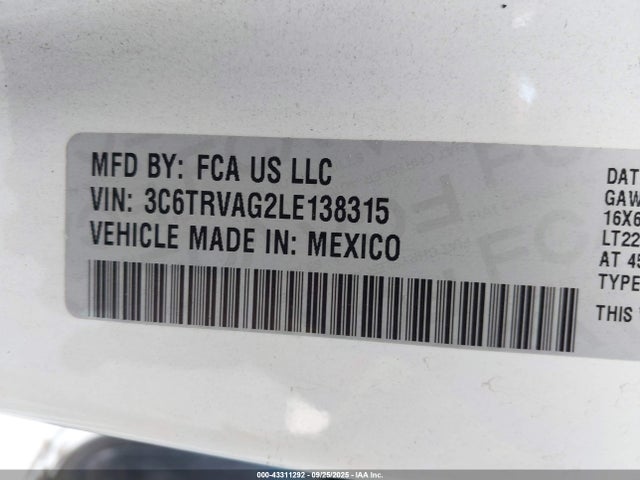 MFD BY: FCA US LLC
VIN: 3C6TRVAG2LE138315
VEHICLE MADE IN: MEXICO
DAT
GAW
16X6
LT22
AT 45
TYPE
THIS
000-43311292 - 09/25/2025 - IAA, Inc.